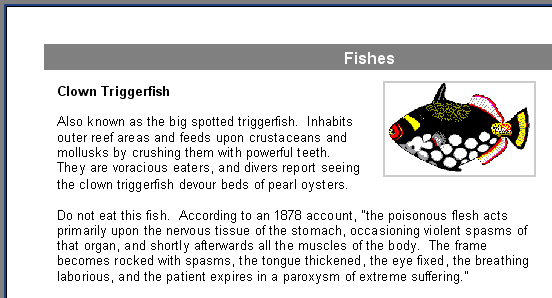 Fishes
Clown Triggerfish
Also known as the big spotted triggerfish.  Inhabits
outer reef areas and feeds upon crustaceans and
mollusks by crushing them with powerful teeth.
They are voracious eaters, and divers report seeing
the clown triggerfish devour beds of pearl oysters.
Do not eat this fish.  According to an 1878 account, "the poisonous flesh acts
primarily upon the nervous tissue of the stomach, occasioning violent spasms of
that organ, and shortly afterwards all the muscles of the body.  The frame
becomes rocked with spasms, the tongue thickened, the eye fixed, the breathing
laborious, and the patient expires in a paroxysm of extreme suffering."